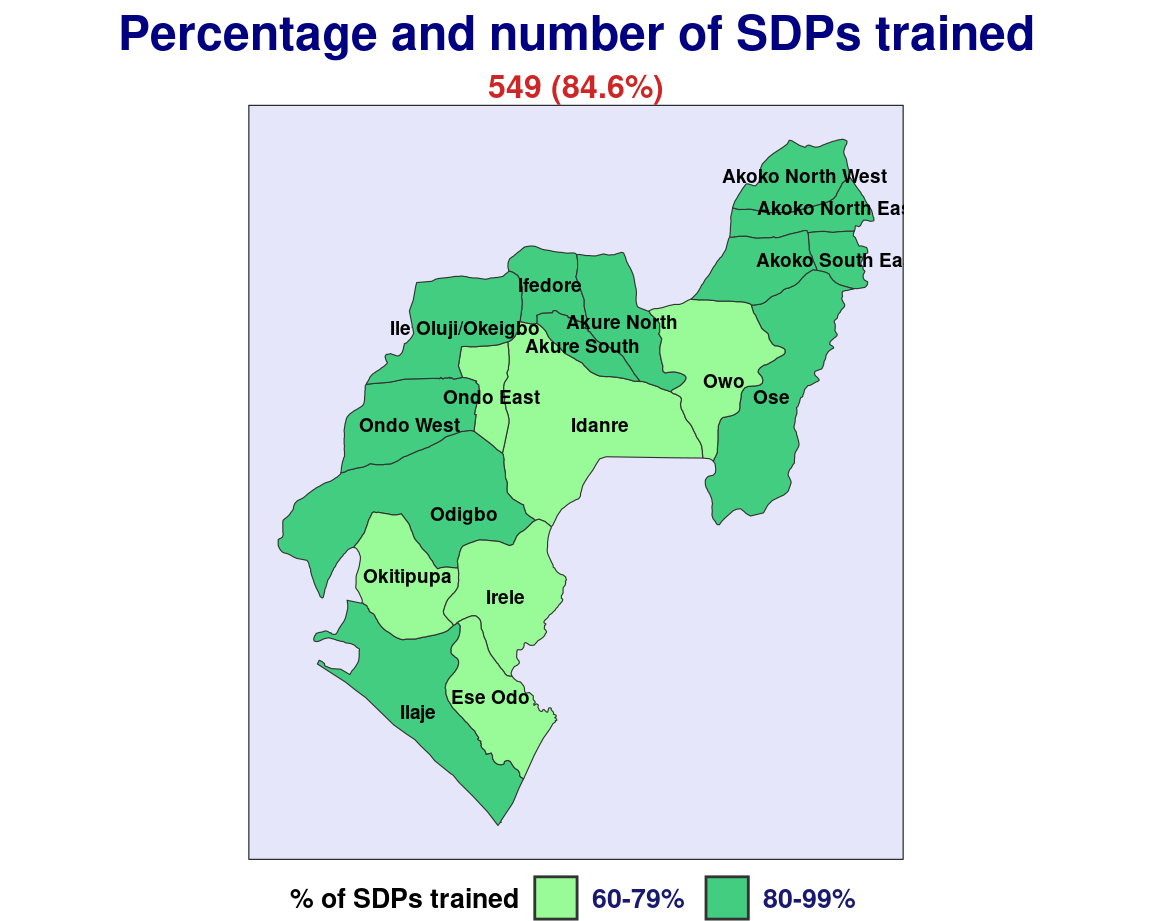 Percentage and number of SDPs trained
549 (84.6%)
Akoko North West
Akoko North Eas
Akoko South Ea
Ifedore
Ile Oluji/Okeigbo
Akure North
Akure South
Owo
Ondo East
Ose
Ondo West
Idanre
Odigbo
Okitipupa
Irele
Ese Odo
Ilaje
% of SDPs trained 60-79% 80-99%